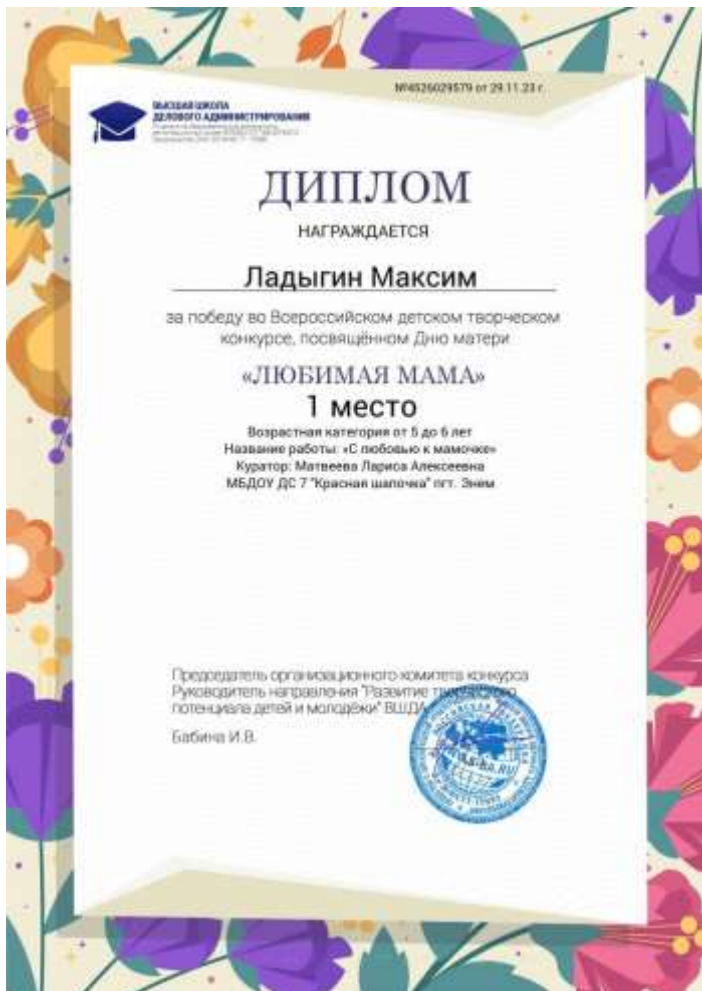 №4526029579 от 29.11.23 г.
ВЫСШАЯ ШКОЛА
ДЕЛОВОГО АДМИНИСТРИРОВАНИЯ
ДИПЛОМ
НАГРАЖДАЕТСЯ
Ладыгин Максим
за победу во Всероссийском детском творческом
конкурсе, посвящённом Дню матери
«ЛЮБИМАЯ МАМА»
1 место
Возрастная категория от 5 до 6 лет
Название работы: «С любовью к мамочке»
Куратор: Матвеева Лариса Алексеевна
МБДОУ ДС 7 "Красная шапочка" пгт. Энем
Председатель организационного комитета конкурса
Руководитель направления "Развитие творческого
потенциала детей и молодёжи" ВШДА
Бабина И.В.